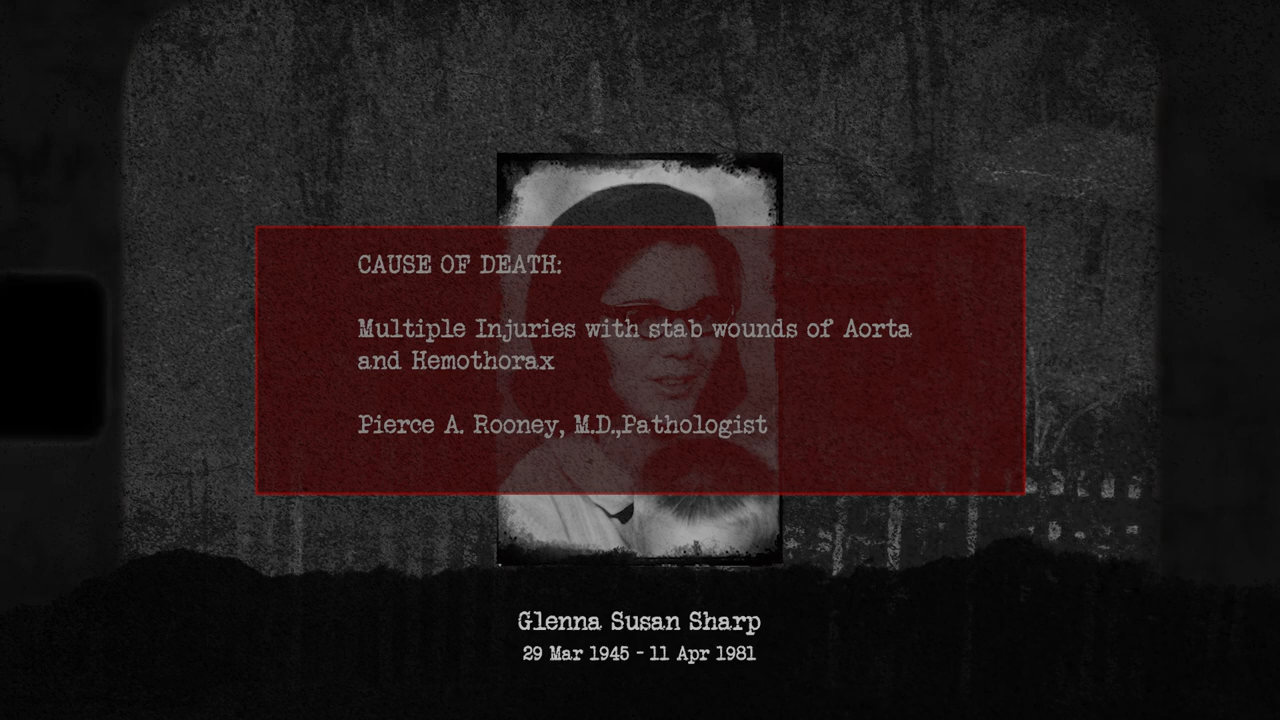 CAUSE OF DEATH:
Multiple Injuries with stab wounds of Aorta
and Hemothorax
Pierce A. Rooney, M.D.,Pathologist
Glenna Susan Sharp
29 Mar 1945 - 11 Apr 1981